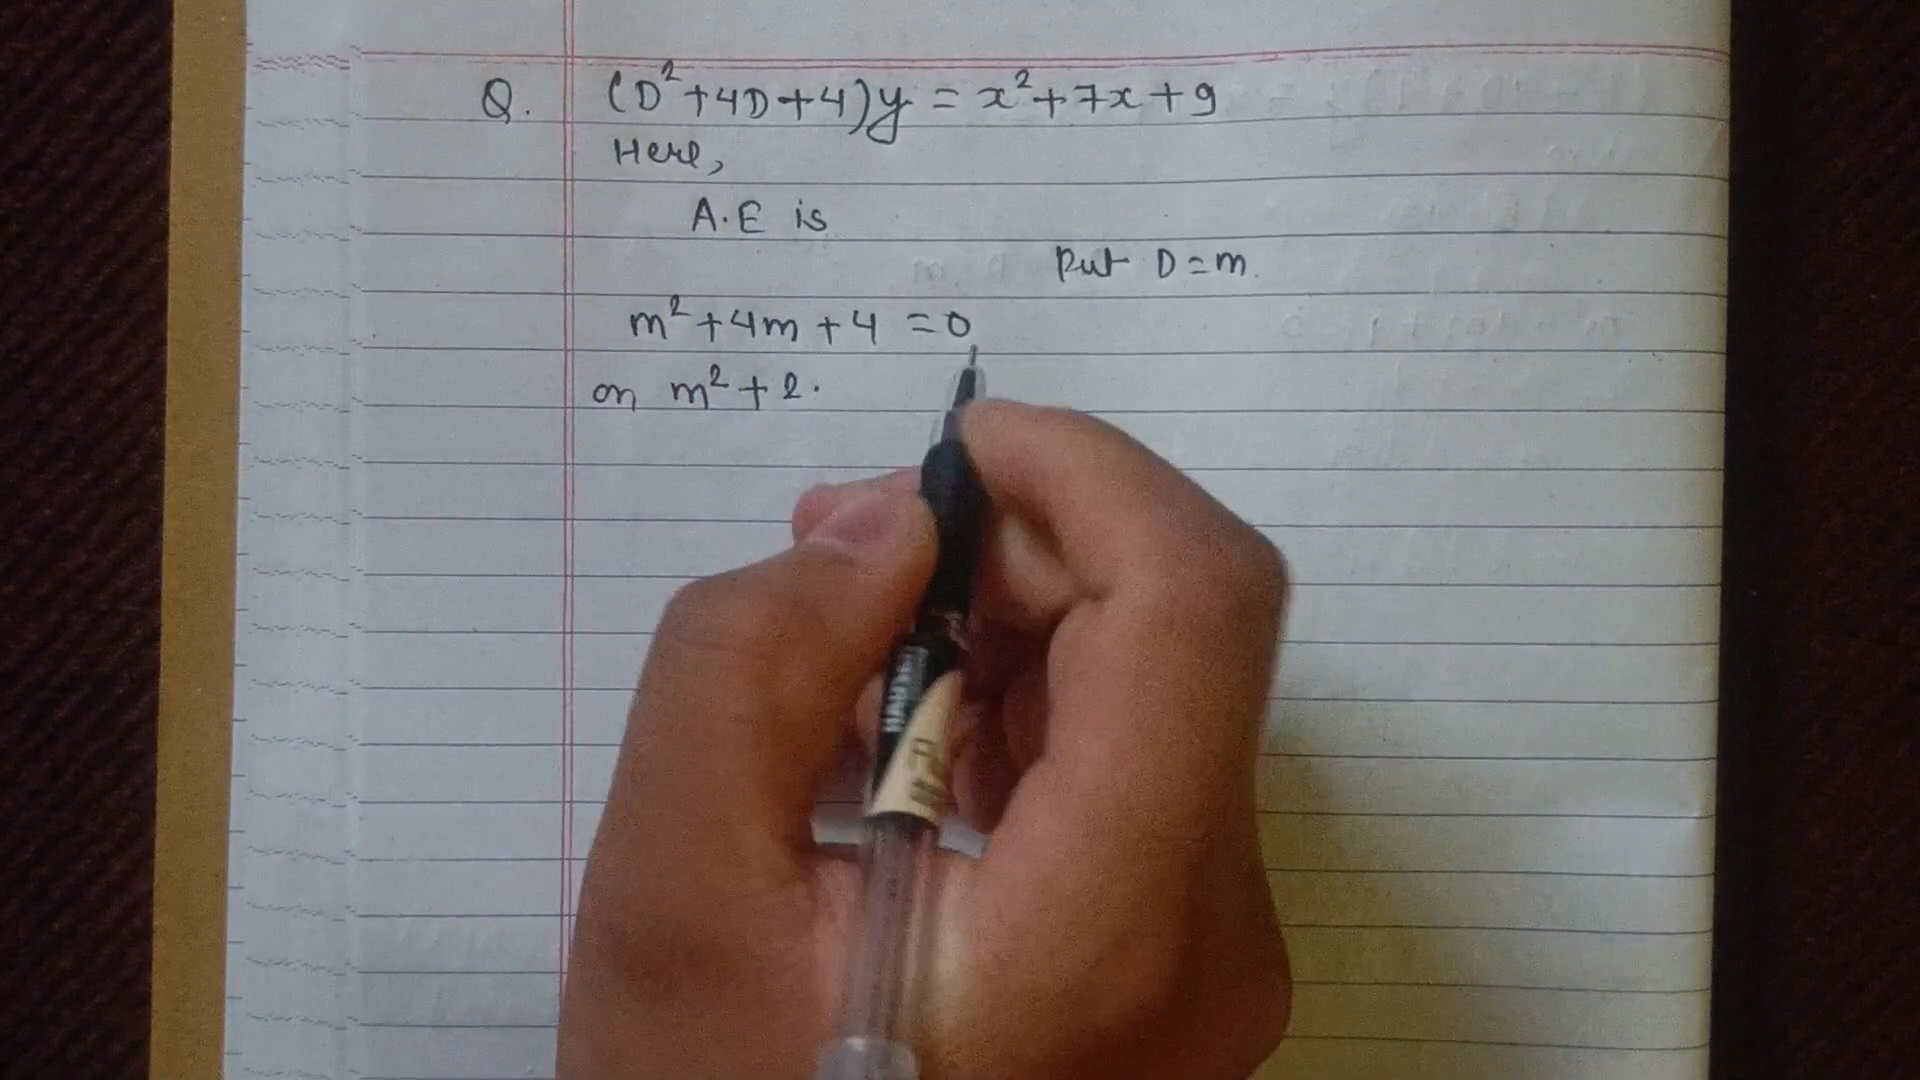 Q. (D²+4D+4)y = x²+7x+9
Here,
A.E is
Put D=m.
m²+4m+4 =0
or m²+2.